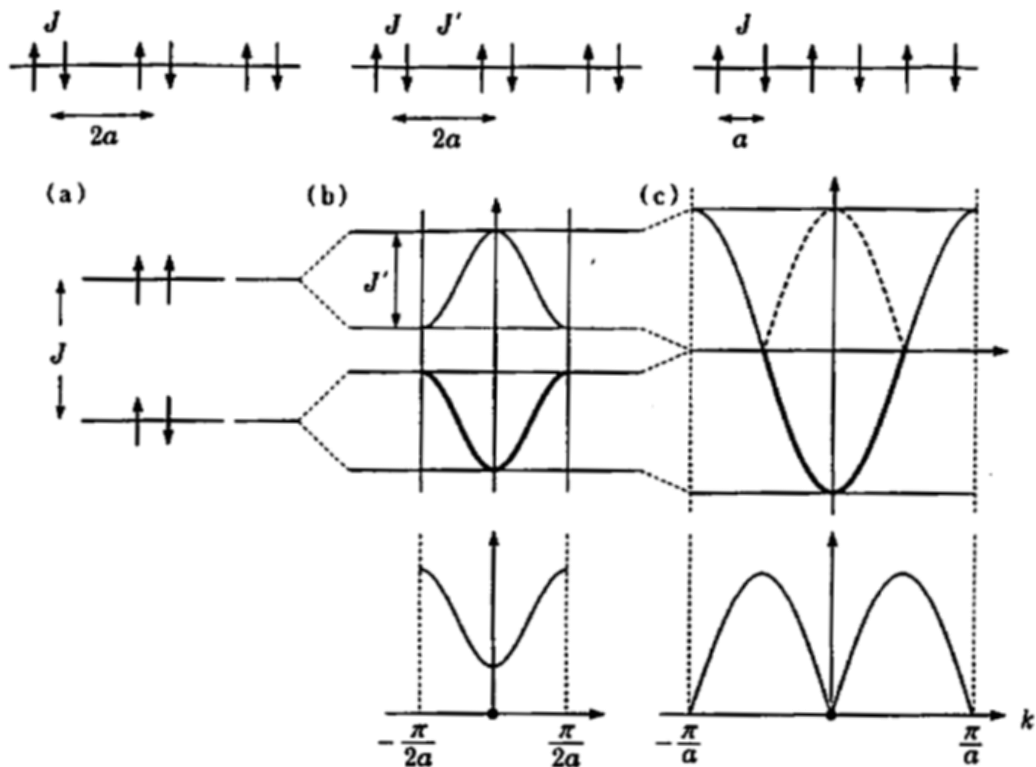 J J J′ J
2a 2a a
(a) (b) (c)
J′
J
-π/2a π/2a -π/a π/a k